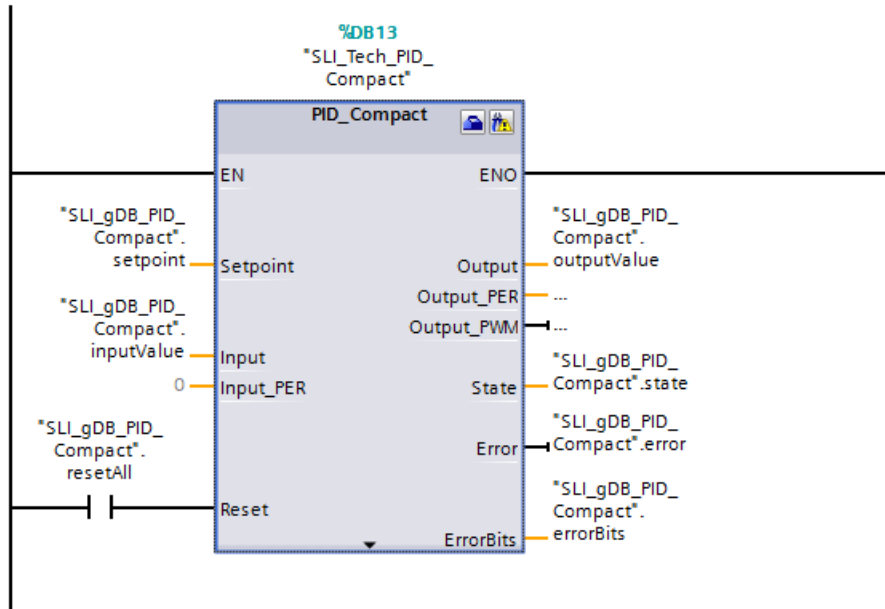 %DB13
"SLI_Tech_PID_
Compact"
PID_Compact
EN
ENO
"SLI_gDB_PID_
Compact".
setpoint
Setpoint
"SLI_gDB_PID_
Compact".
outputValue
Output
Output_PER
...
Output_PWM
...
"SLI_gDB_PID_
Compact".
inputValue
Input
0
Input_PER
State
"SLI_gDB_PID_
Compact".state
Error
"SLI_gDB_PID_
Compact".error
"SLI_gDB_PID_
Compact".
resetAll
Reset
ErrorBits
"SLI_gDB_PID_
Compact".
errorBits